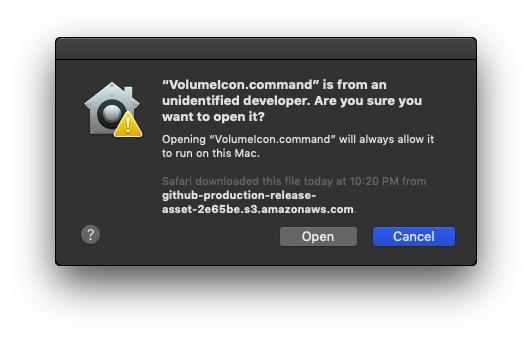 “VolumeIcon.command” is from an
unidentified developer. Are you sure you
want to open it?
Opening “VolumeIcon.command” will always allow it
to run on this Mac.
Safari downloaded this file today at 10:20 PM from
github-production-release-
asset-2e65be.s3.amazonaws.com.
?
Open
Cancel